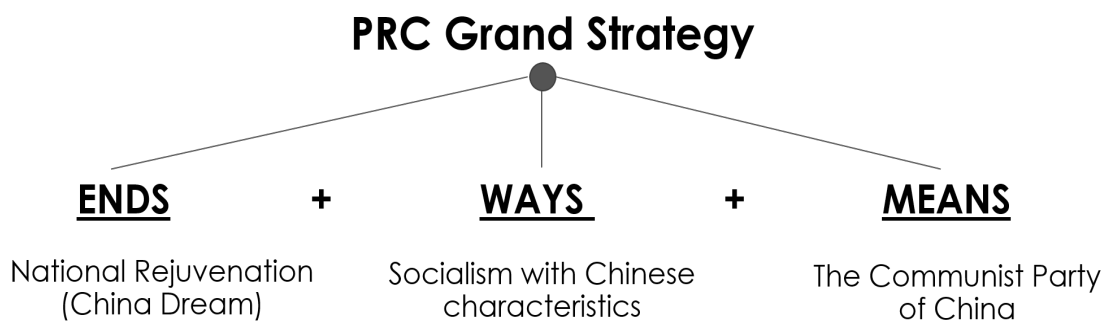 PRC Grand Strategy
ENDS + WAYS + MEANS
National Rejuvenation
(China Dream)
Socialism with Chinese
characteristics
The Communist Party
of China